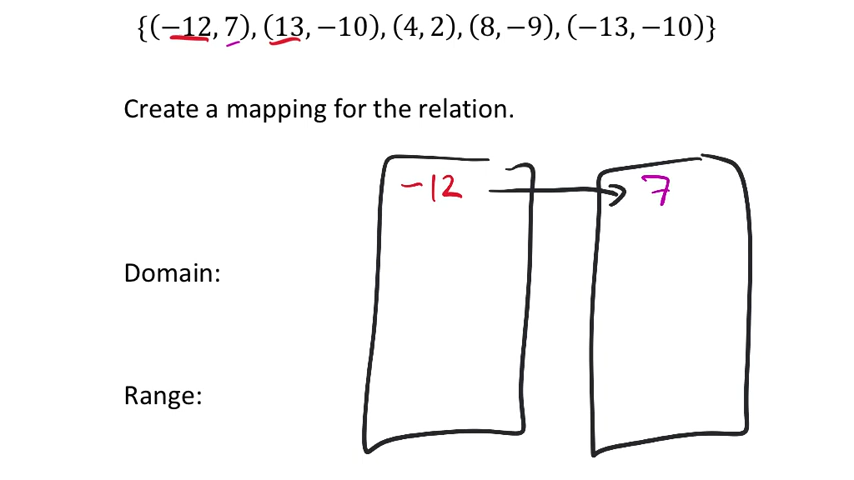 {(−12, 7), (13, −10), (4, 2), (8, −9), (−13, −10)}
Create a mapping for the relation.
-12 → 7
Domain:
Range: